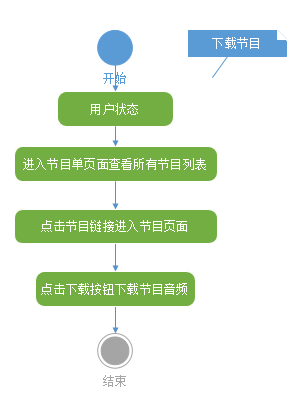 下载节目
开始
用户状态
进入节目单页面查看所有节目列表
点击节目链接进入节目页面
点击下载按钮下载节目音频
结束